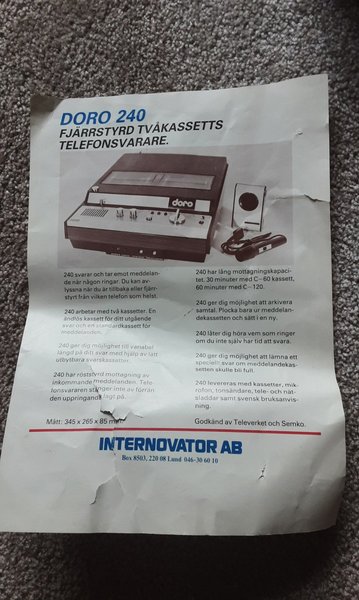 DORO 240
FJÄRRSTYRD TVÅKASSETTS
TELEFONSVARARE.
doro
240 svarar och tar emot meddelan-
de när någon ringar. Du kan av-
lyssna när du är tillbaka eller fjärr-
styrt från vilken telefon som helst.
240 arbetar med två kassetter. En
ändlös kassett för ditt utgående
svar och en standardkassett för
meddelanden.
240 ger dig möjlighet till variabel
längd på ditt svar med hjälp av lätt
utbytbara svarskassetter.
240 har röststyrd mottagning av
inkommande meddelanden. Tele-
fonsvararen stänger inte av förrän
den uppringande lagt på.
Mått: 345 x 265 x 85 mm.
240 har lång mottagningskapaci-
tet, 30 minuter med C-60 kassett,
60 minuter med C-120.
240 ger dig möjlighet att arkivera
samtal. Plocka bara ur meddelan-
dekassetten och sätt i en ny.
240 låter dig höra vem som ringer
om du inte själv har tid att svara.
240 ger dig möjlighet att lämna ett
speciellt svar om meddelandekas-
setten skulle bli full.
240 levereras med kassetter, mik-
rofon, tonsändare, tele- och nät-
sladdar samt svensk bruksanvis-
ning.
Godkänd av Televerket och Semko.
INTERNOVATOR AB
Box 8503, 220 08 Lund 046-30 60 10